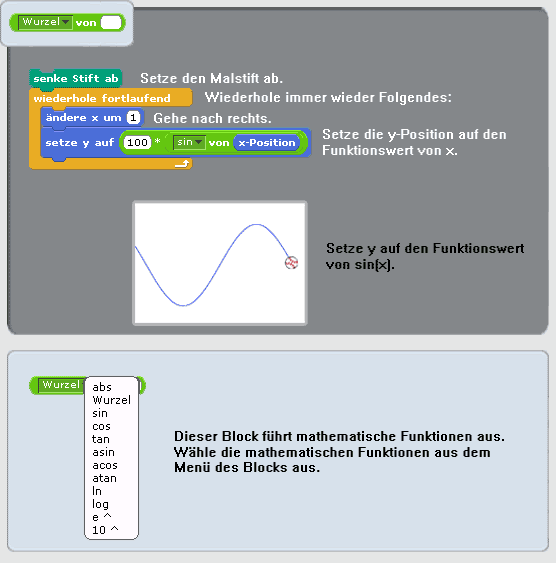 Wurzel von
senke Stift ab Setze den Malstift ab.
wiederhole fortlaufend Wiederhole immer wieder Folgendes:
ändere x um 1 Gehe nach rechts.
setze y auf 100 * sin von x-Position
Setze die y-Position auf den
Funktionswert von x.
Setze y auf den Funktionswert
von sin(x).
Wurzel
abs
Wurzel
sin
cos
tan
asin
acos
atan
ln
log
e ^
10 ^
Dieser Block führt mathematische Funktionen aus.
Wähle die mathematischen Funktionen aus dem
Menü des Blocks aus.